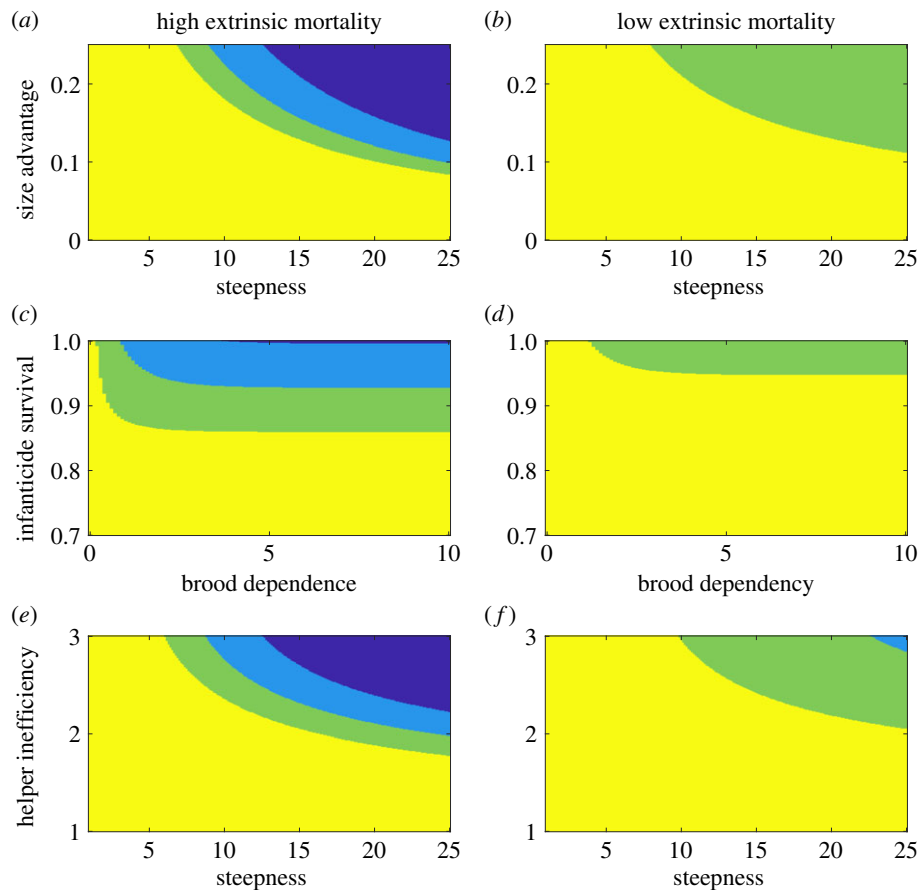 (a) high extrinsic mortality (b) low extrinsic mortality
0.2 0.2
size advantage
0.1 0.1
0 0
5 10 15 20 25 5 10 15 20 25
steepness steepness
(c) (d)
1.0 1.0
infanticide survival
0.9 0.9
0.8 0.8
0.7 0.7
0 5 10 0 5 10
brood dependence brood dependency
(e) (f)
3 3
helper inefficiency
2 2
1 1
5 10 15 20 25 5 10 15 20 25
steepness steepness